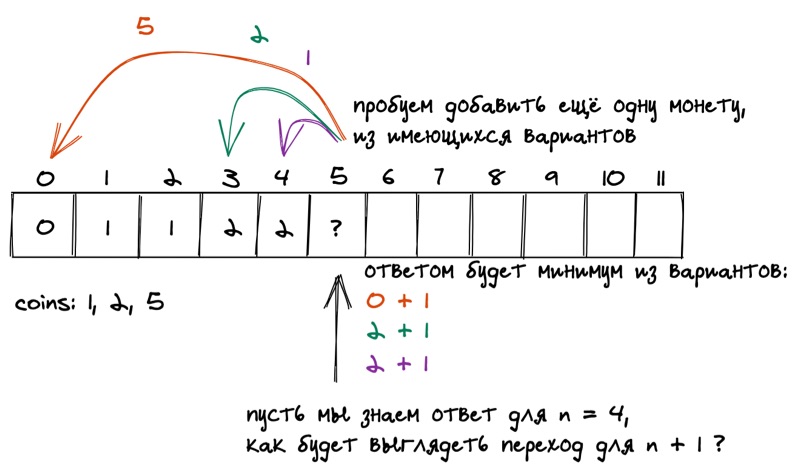 5
2
1
пробуем добавить ещё одну монету,
из имеющихся вариантов
0 1 2 3 4 5 6 7 8 9 10 11
0 1 1 2 2 ?
ответом будет минимум из вариантов:
coins: 1, 2, 5
0 + 1
2 + 1
2 + 1
пусть мы знаем ответ для n = 4,
как будет выглядеть переход для n + 1 ?